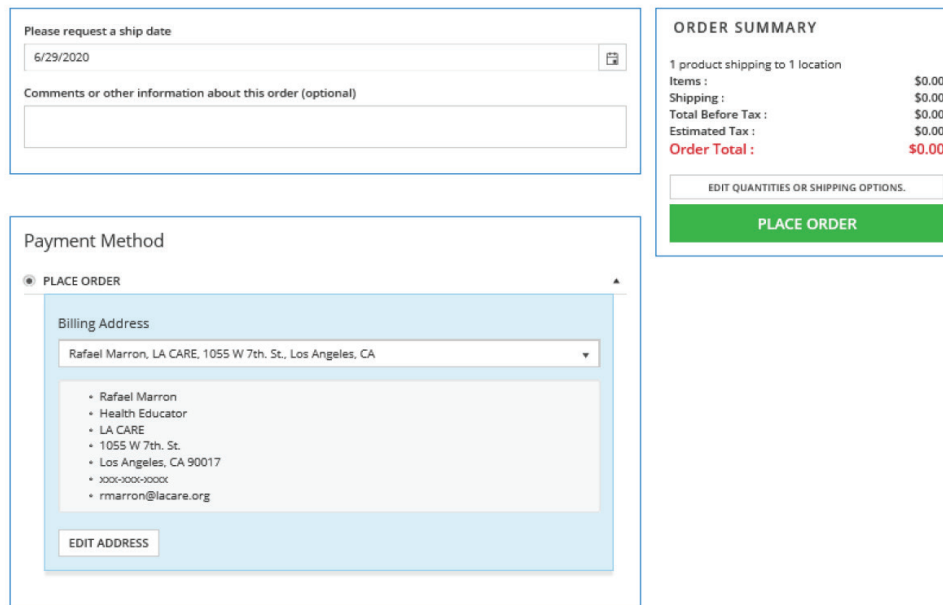 Please request a ship date
6/29/2020
Comments or other information about this order (optional)
ORDER SUMMARY
1 product shipping to 1 location
Items : $0.00
Shipping : $0.00
Total Before Tax : $0.00
Estimated Tax : $0.00
Order Total : $0.00
EDIT QUANTITIES OR SHIPPING OPTIONS.
PLACE ORDER
Payment Method
PLACE ORDER
Billing Address
Rafael Marron, LA CARE, 1055 W 7th. St., Los Angeles, CA
• Rafael Marron
• Health Educator
• LA CARE
• 1055 W 7th. St.
• Los Angeles, CA 90017
• xxx-xxx-xxxx
• rmarron@lacare.org
EDIT ADDRESS